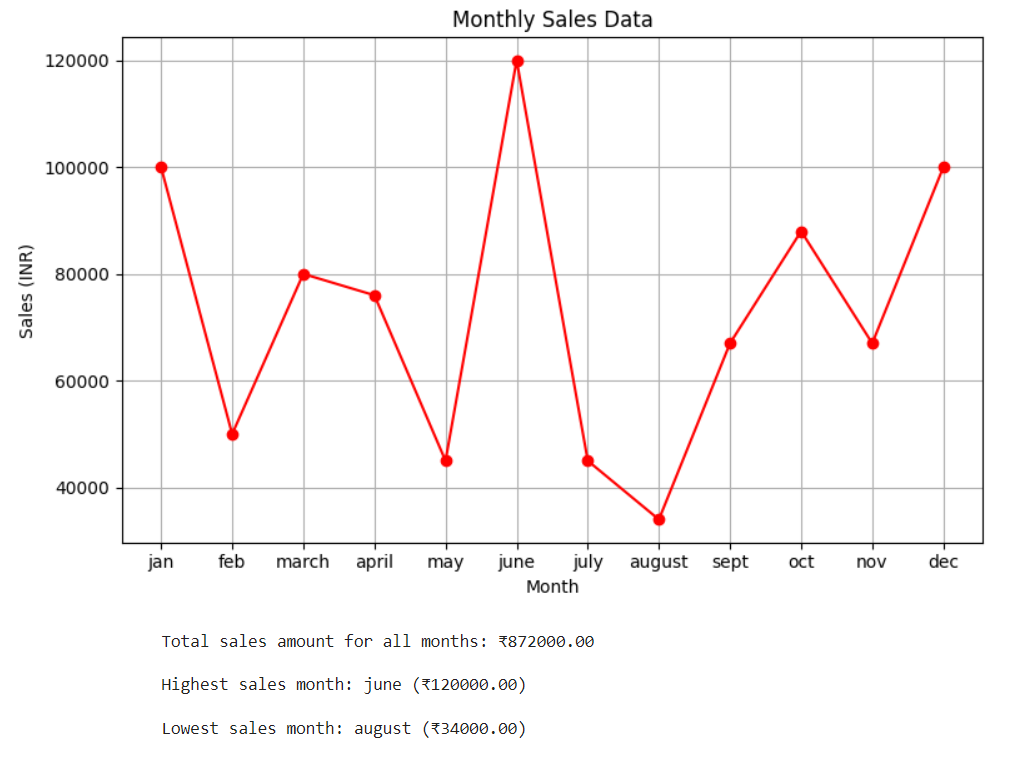 Monthly Sales Data
120000
100000
80000
60000
40000
Sales (INR)
jan feb march april may june july august sept oct nov dec
Month
Total sales amount for all months: ₹872000.00
Highest sales month: june (₹120000.00)
Lowest sales month: august (₹34000.00)